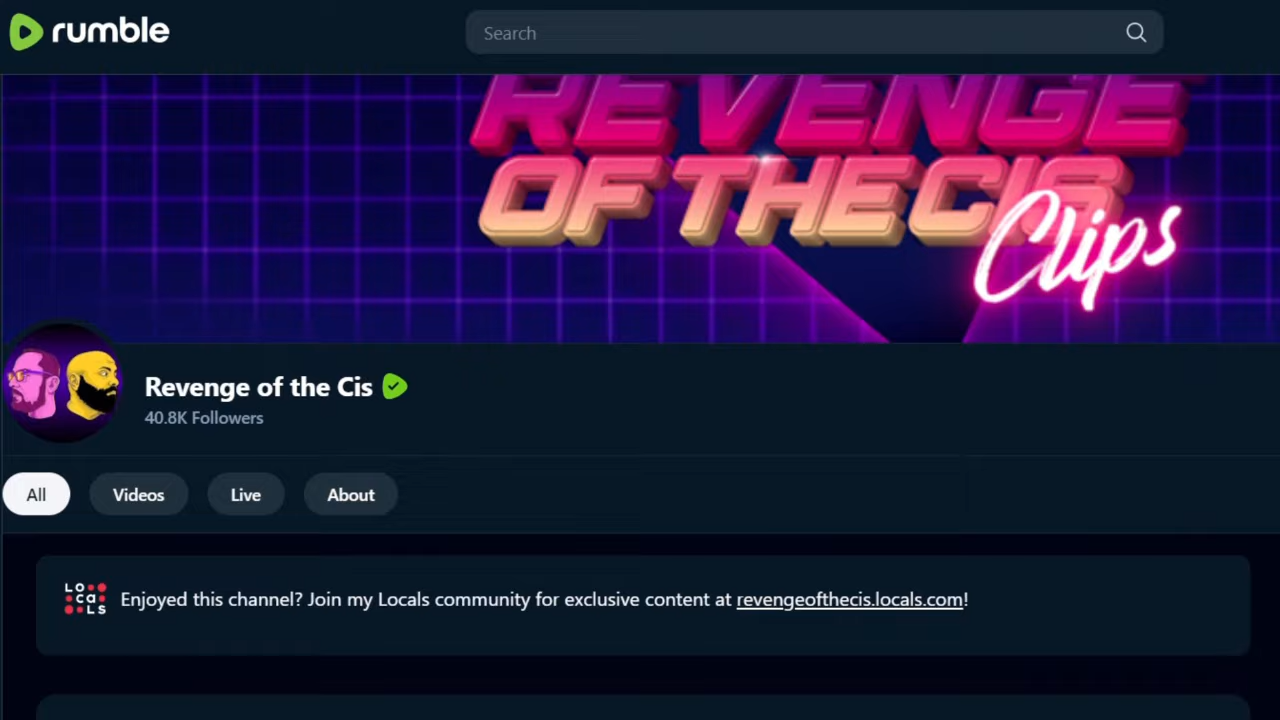 rumble
Search
REVENGE
OF THE CIS
Clips
Revenge of the Cis
40.8K Followers
All
Videos
Live
About
LOcaLS
Enjoyed this channel? Join my Locals community for exclusive content at revengeofthecis.locals.com!